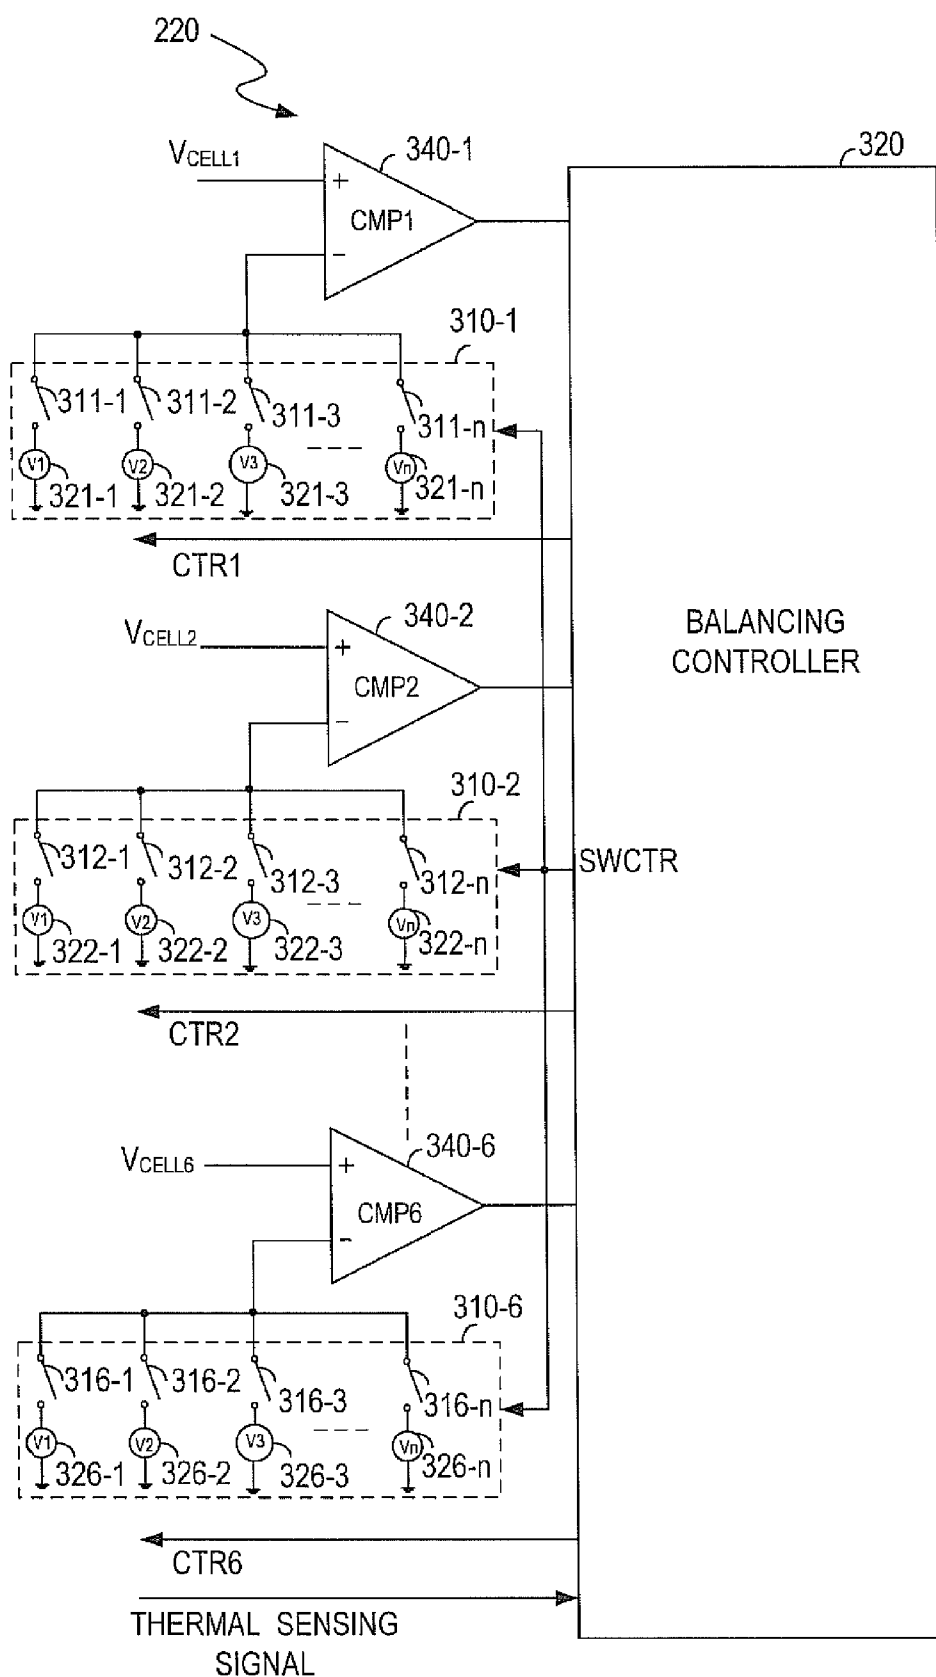 220
VCELL1
340-1
320
+
CMP1
−
310-1
311-1
311-2
311-3
311-n
V1
V2
V3
Vn
321-1
321-2
321-3
321-n
CTR1
VCELL2
340-2
+
CMP2
−
BALANCING
CONTROLLER
310-2
312-1
312-2
312-3
312-n
SWCTR
V1
V2
V3
Vn
322-1
322-2
322-3
322-n
CTR2
VCELL6
340-6
+
CMP6
−
310-6
316-1
316-2
316-3
316-n
V1
V2
V3
Vn
326-1
326-2
326-3
326-n
CTR6
THERMAL SENSING
SIGNAL